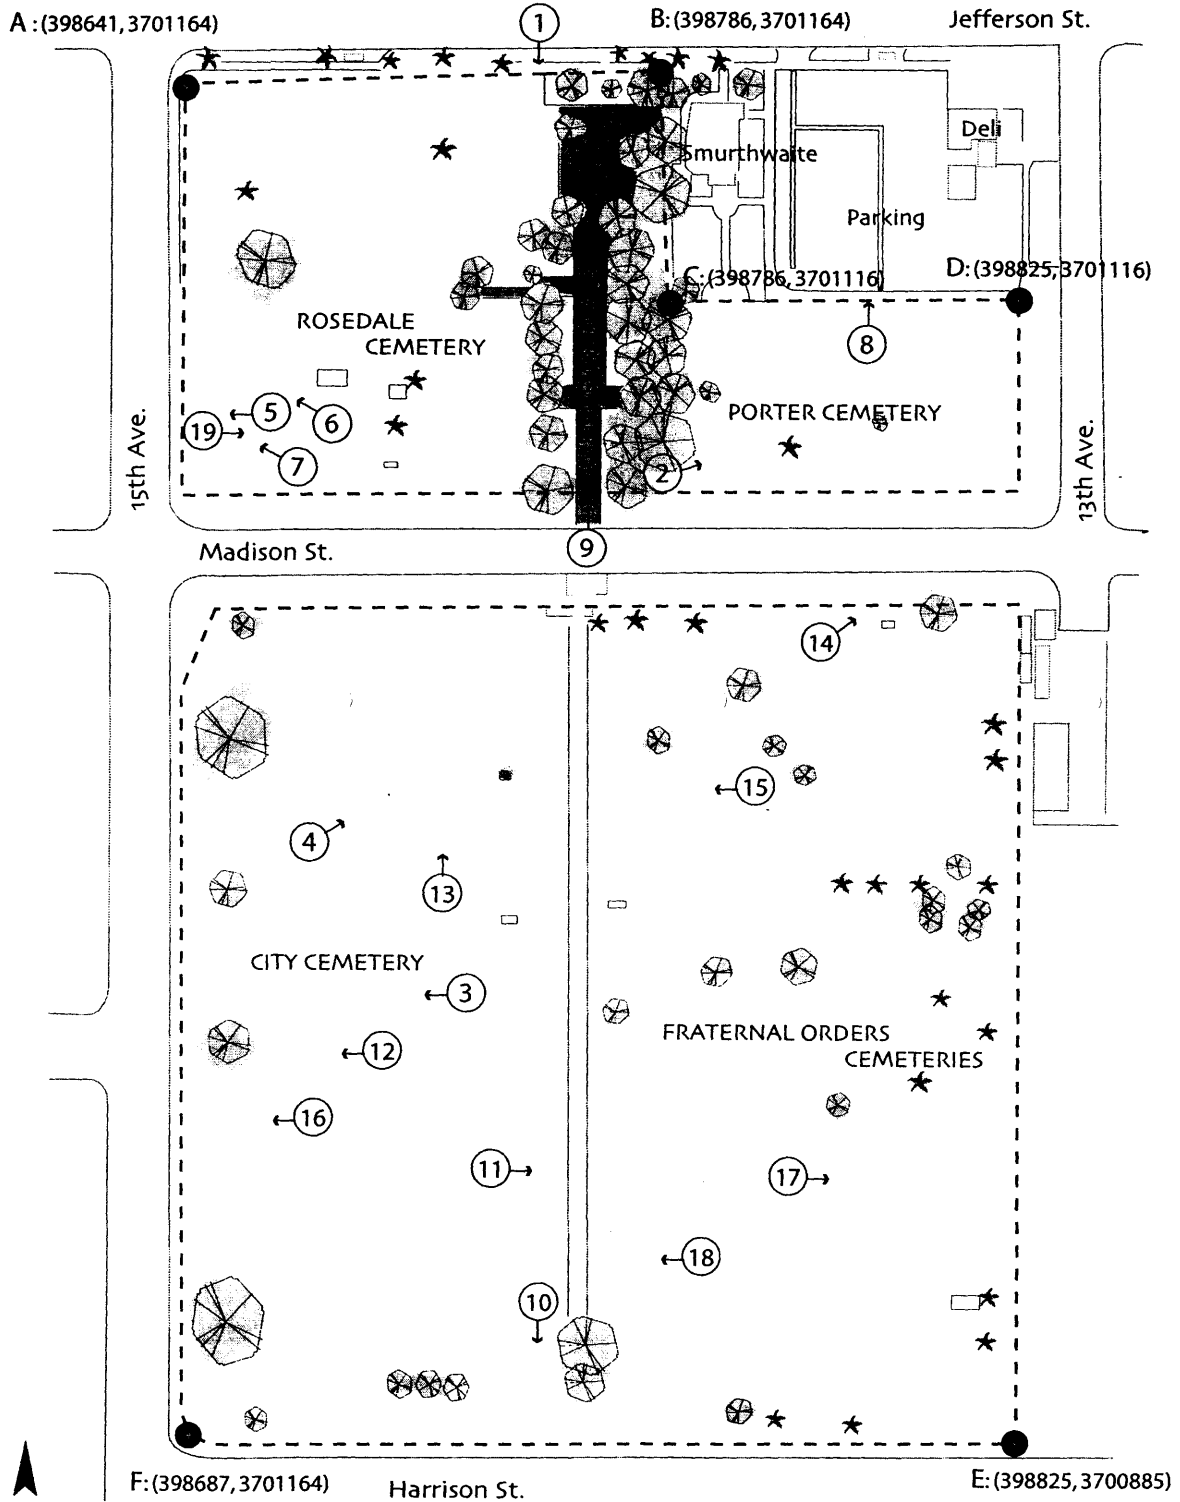 A : (398641, 3701164)
1
B: (398786,3701164)
Jefferson St.
Deli
Smurthwaite
Parking
C: (398786, 3701116)
D: (398825, 3701116)
ROSEDALE
CEMETERY
8
5
6
19
7
PORTER CEMETERY
2
15th Ave.
13th Ave.
Madison St.
9
14
15
4
13
CITY CEMETERY
3
FRATERNAL ORDERS
CEMETERIES
12
16
11
17
18
10
F: (398687, 3701164)
Harrison St.
E: (398825, 3700885)